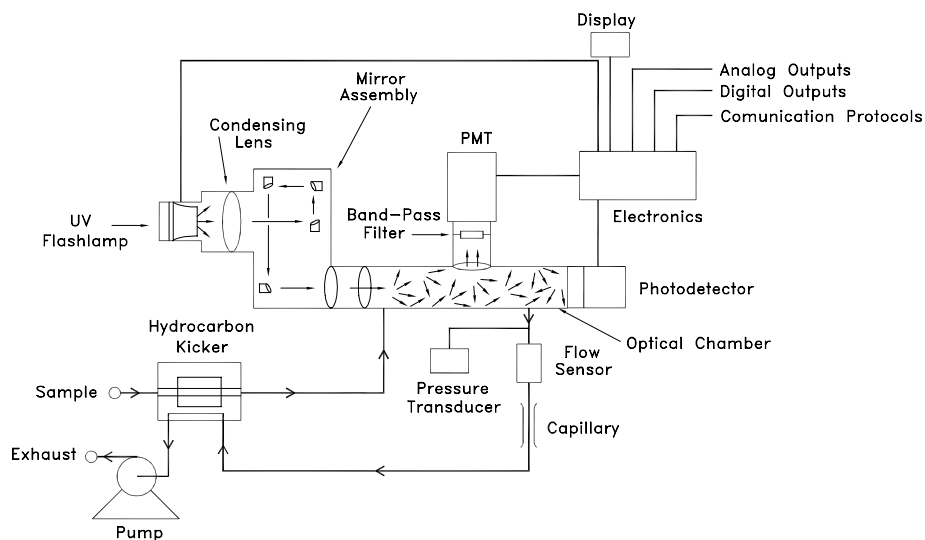 Display
Analog Outputs
Digital Outputs
Comunication Protocols
Mirror
Assembly
Condensing
Lens
PMT
UV
Flashlamp
Band-Pass
Filter
Electronics
Photodetector
Hydrocarbon
Kicker
Optical Chamber
Flow
Sensor
Sample
Pressure
Transducer
Capillary
Exhaust
Pump